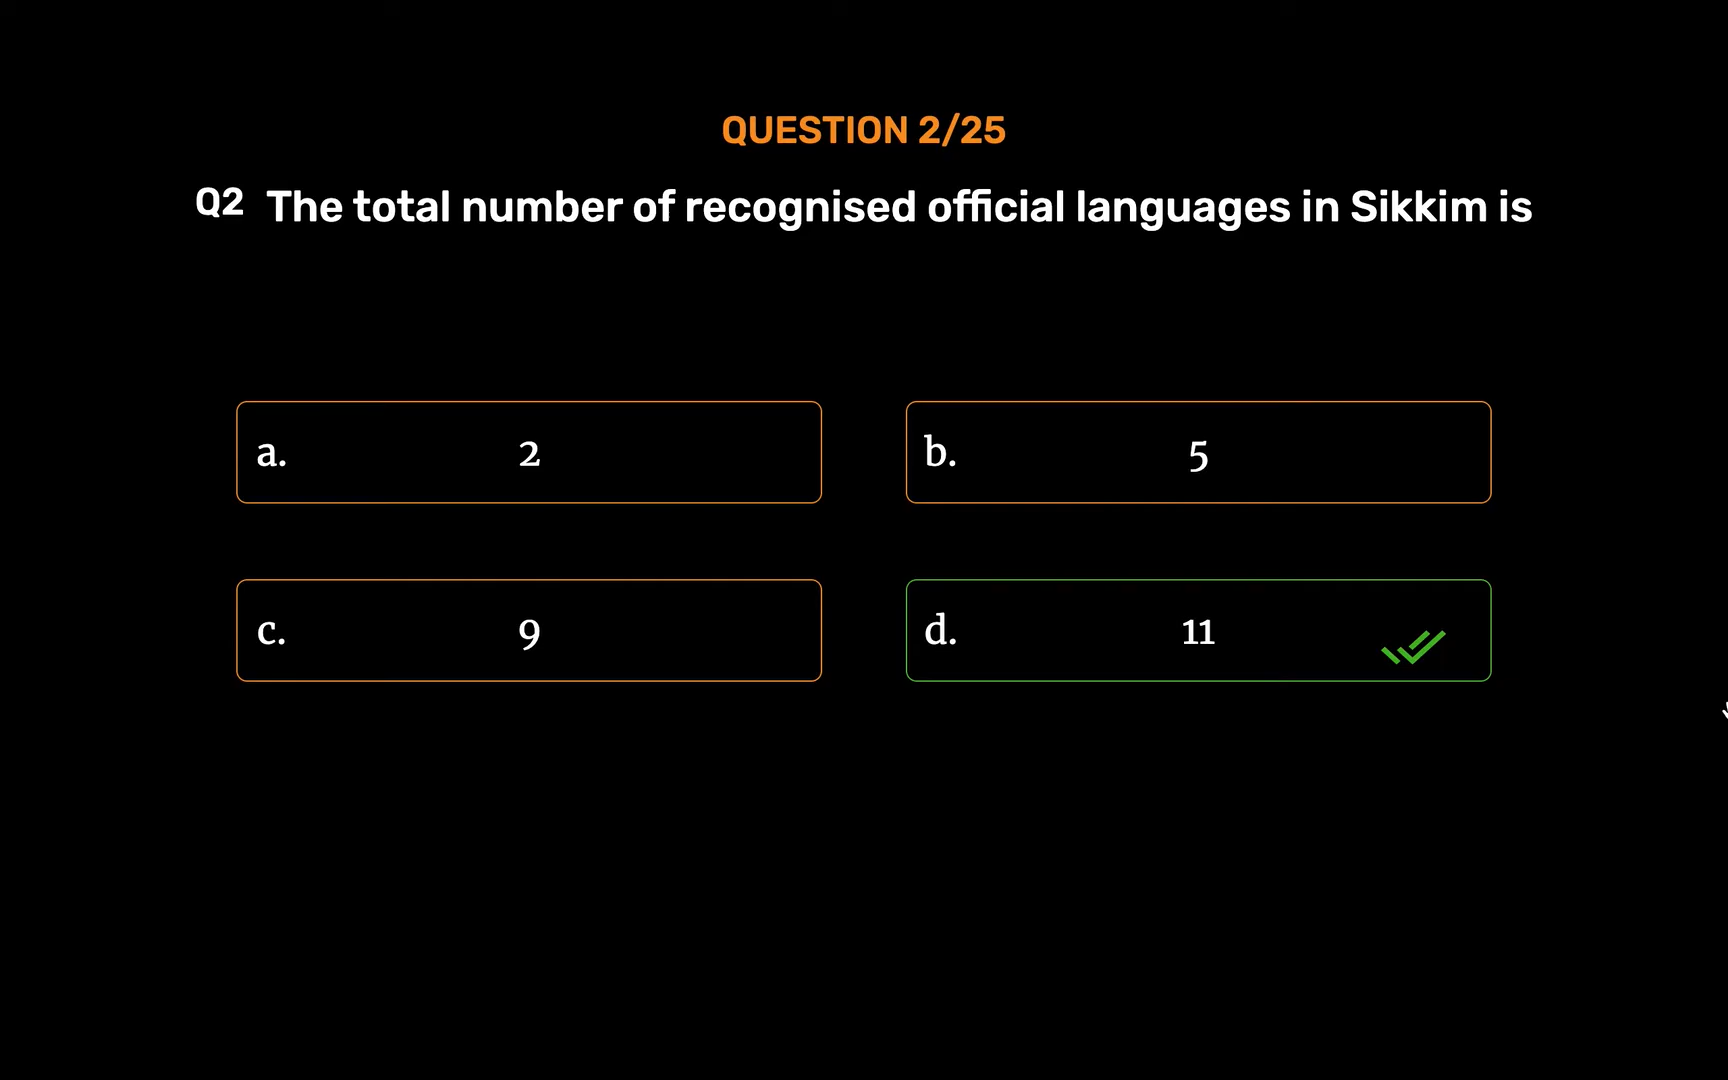 QUESTION 2/25
Q2 The total number of recognised official languages in Sikkim is
a. 2
b. 5
c. 9
d. 11